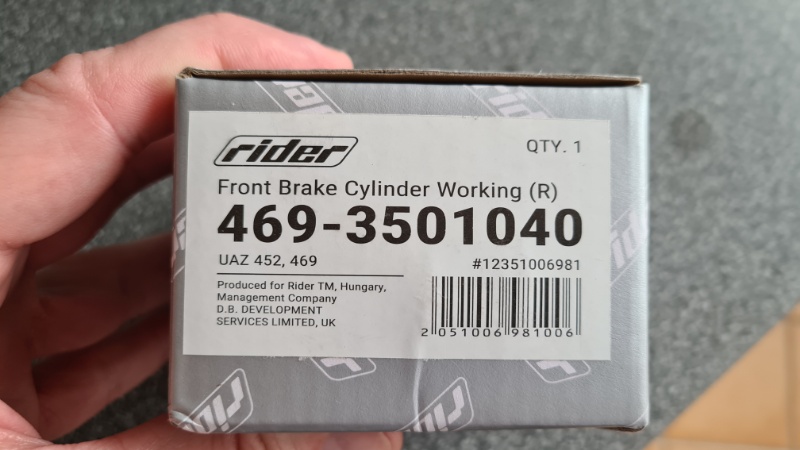 rider
QTY. 1
Front Brake Cylinder Working (R)
469-3501040
UAZ 452, 469
#12351006981
Produced for Rider TM, Hungary,
Management Company
D.B. DEVELOPMENT
SERVICES LIMITED, UK
2 051006 981006